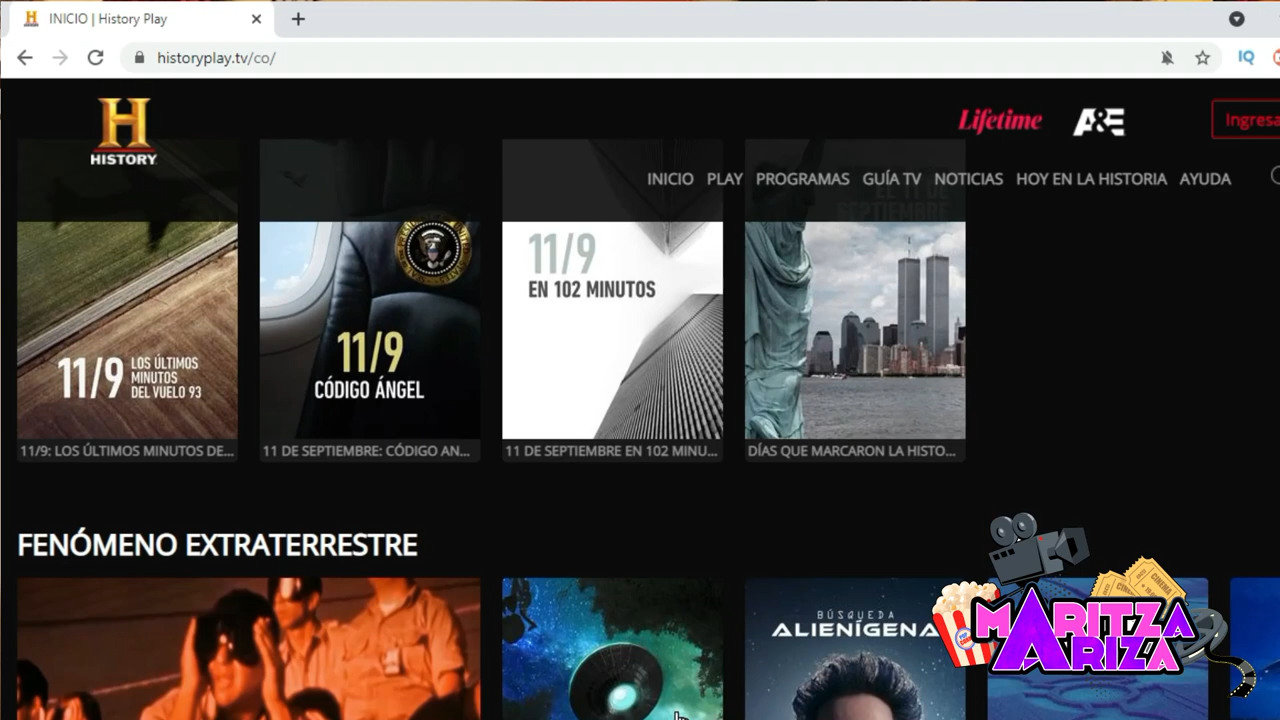 INICIO | History Play
historyplay.tv/co/
IQ
H
HISTORY
Lifetime
A&E
Ingresa
INICIO PLAY PROGRAMAS GUÍA TV NOTICIAS HOY EN LA HISTORIA AYUDA
SEPTIEMBRE
11/9 LOS ÚLTIMOS
MINUTOS
DEL VUELO 93
11/9
CÓDIGO ÁNGEL
11/9
EN 102 MINUTOS
11/9: LOS ÚLTIMOS MINUTOS DE...
11 DE SEPTIEMBRE: CÓDIGO AN...
11 DE SEPTIEMBRE EN 102 MINU...
DÍAS QUE MARCARON LA HISTO...
FENÓMENO EXTRATERRESTRE
BÚSQUEDA
ALIENÍGENA
CINEMA
MARITZA
ARIZA